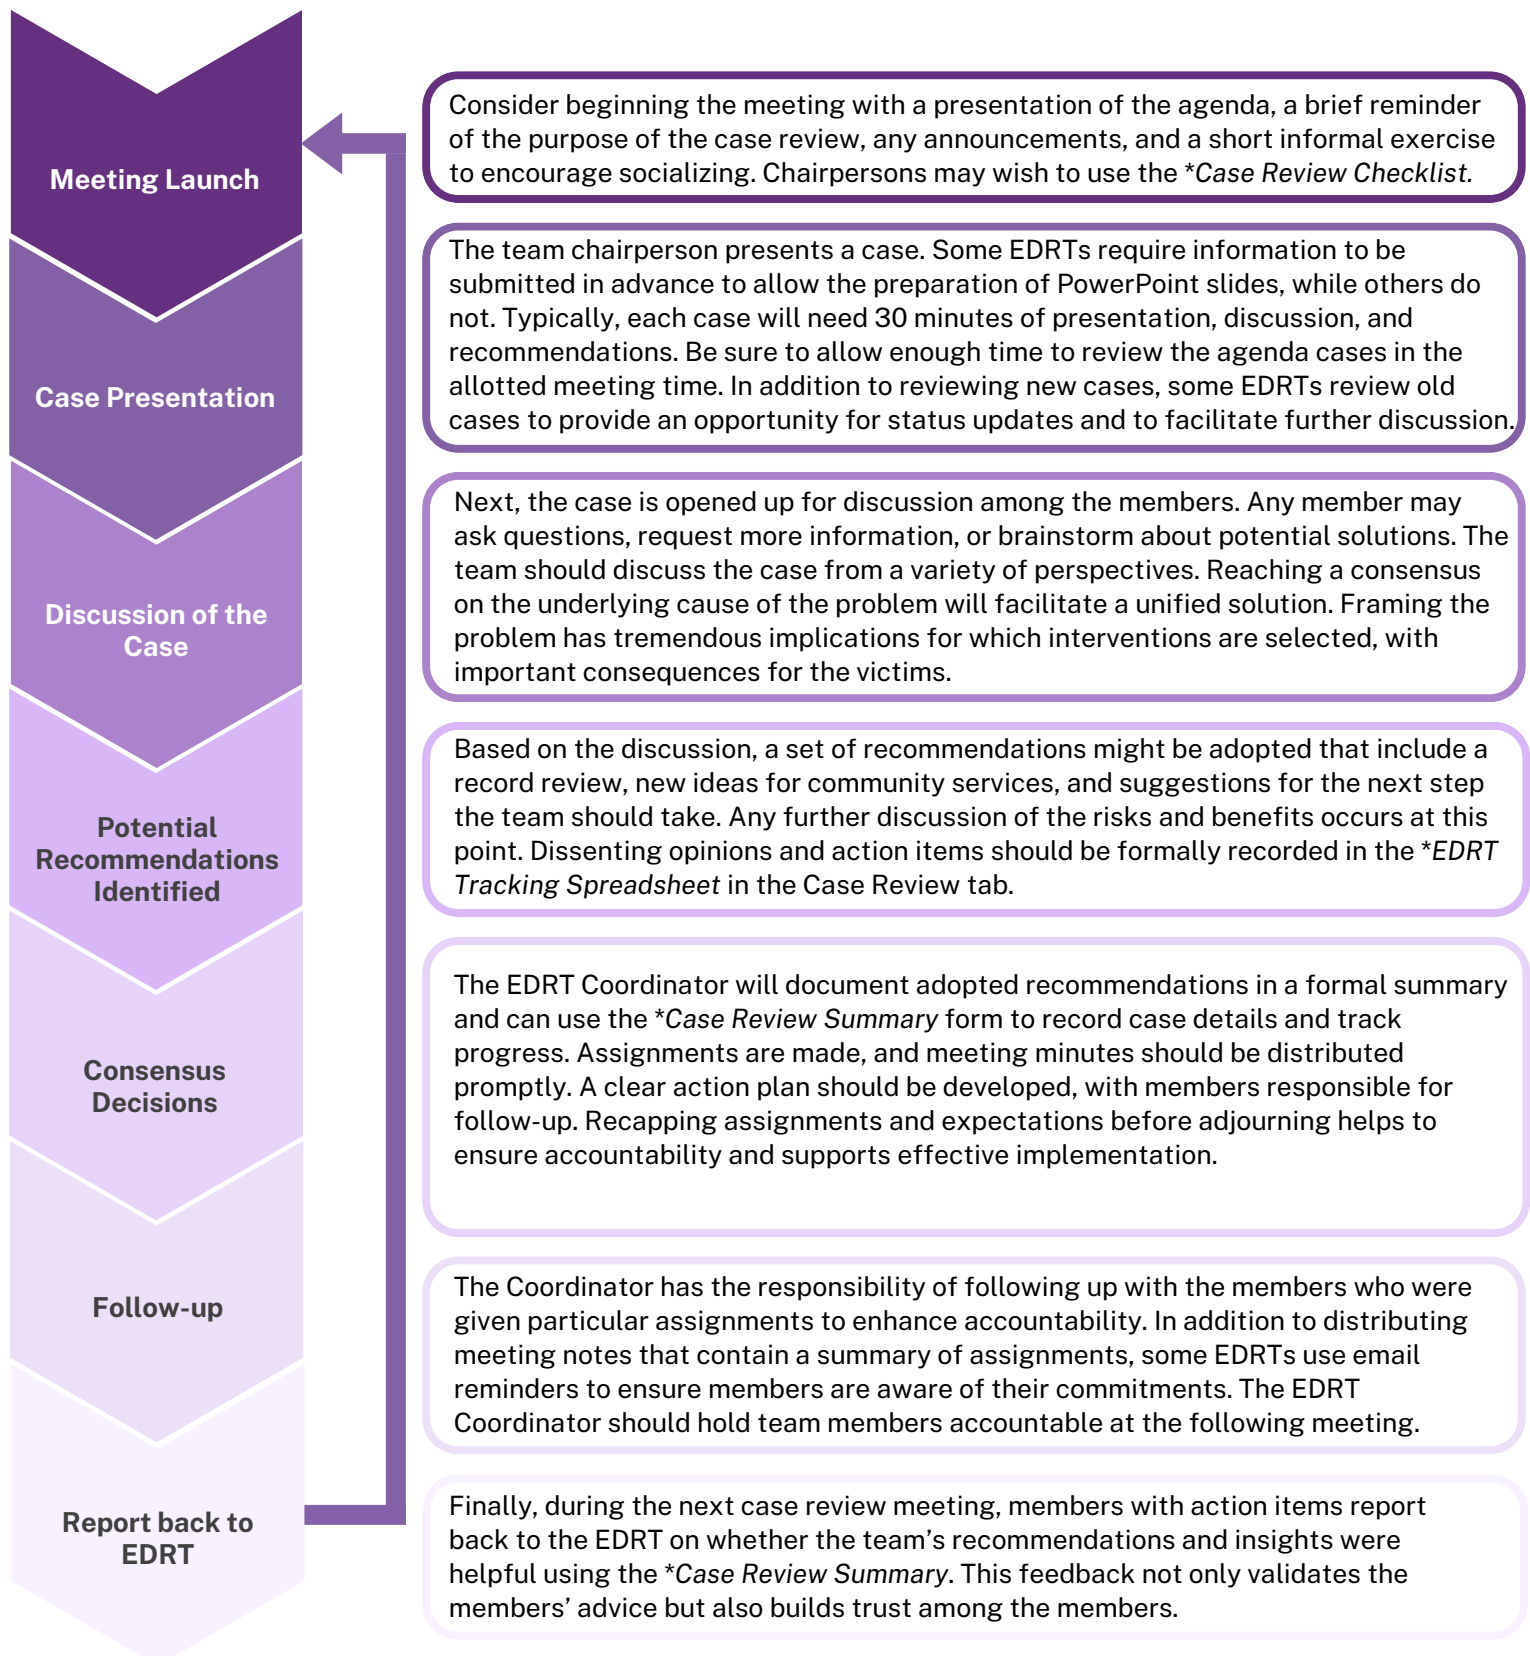 Meeting Launch
Consider beginning the meeting with a presentation of the agenda, a brief reminder
of the purpose of the case review, any announcements, and a short informal exercise
to encourage socializing. Chairpersons may wish to use the *Case Review Checklist.
Case Presentation
The team chairperson presents a case. Some EDRTs require information to be
submitted in advance to allow the preparation of PowerPoint slides, while others do
not. Typically, each case will need 30 minutes of presentation, discussion, and
recommendations. Be sure to allow enough time to review the agenda cases in the
allotted meeting time. In addition to reviewing new cases, some EDRTs review old
cases to provide an opportunity for status updates and to facilitate further discussion.
Discussion of the
Case
Next, the case is opened up for discussion among the members. Any member may
ask questions, request more information, or brainstorm about potential solutions. The
team should discuss the case from a variety of perspectives. Reaching a consensus
on the underlying cause of the problem will facilitate a unified solution. Framing the
problem has tremendous implications for which interventions are selected, with
important consequences for the victims.
Potential
Recommendations
Identified
Based on the discussion, a set of recommendations might be adopted that include a
record review, new ideas for community services, and suggestions for the next step
the team should take. Any further discussion of the risks and benefits occurs at this
point. Dissenting opinions and action items should be formally recorded in the *EDRT
Tracking Spreadsheet in the Case Review tab.
Consensus
Decisions
The EDRT Coordinator will document adopted recommendations in a formal summary
and can use the *Case Review Summary form to record case details and track
progress. Assignments are made, and meeting minutes should be distributed
promptly. A clear action plan should be developed, with members responsible for
follow-up. Recapping assignments and expectations before adjourning helps to
ensure accountability and supports effective implementation.
Follow-up
The Coordinator has the responsibility of following up with the members who were
given particular assignments to enhance accountability. In addition to distributing
meeting notes that contain a summary of assignments, some EDRTs use email
reminders to ensure members are aware of their commitments. The EDRT
Coordinator should hold team members accountable at the following meeting.
Report back to
EDRT
Finally, during the next case review meeting, members with action items report
back to the EDRT on whether the team’s recommendations and insights were
helpful using the *Case Review Summary. This feedback not only validates the
members’ advice but also builds trust among the members.